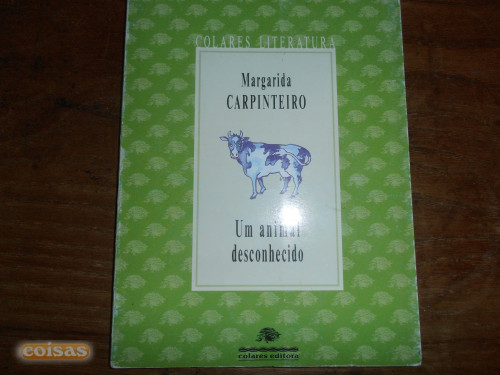 COLARES LITERATURA
Margarida
CARPINTEIRO
Um animal
desconhecido
colares editora
coisas